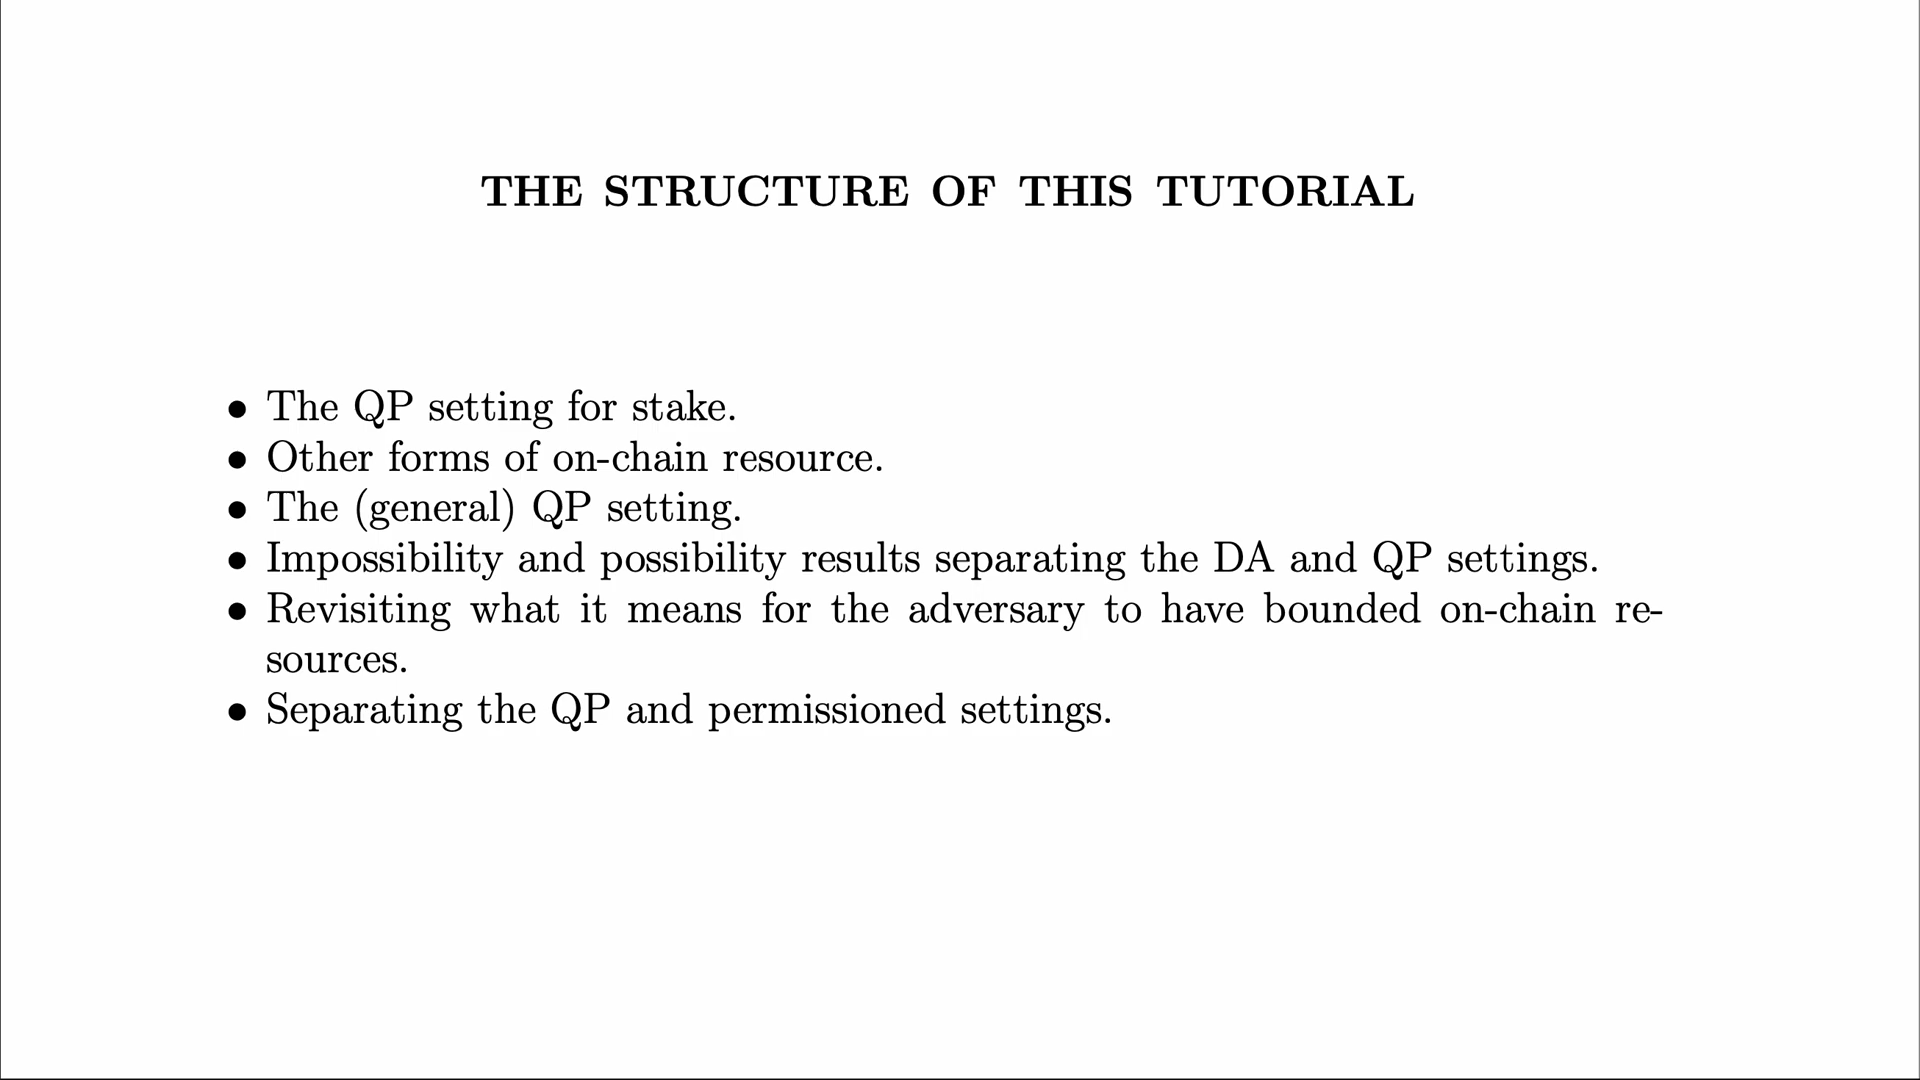 THE STRUCTURE OF THIS TUTORIAL
• The QP setting for stake.
• Other forms of on-chain resource.
• The (general) QP setting.
• Impossibility and possibility results separating the DA and QP settings.
• Revisiting what it means for the adversary to have bounded on-chain re-
sources.
• Separating the QP and permissioned settings.